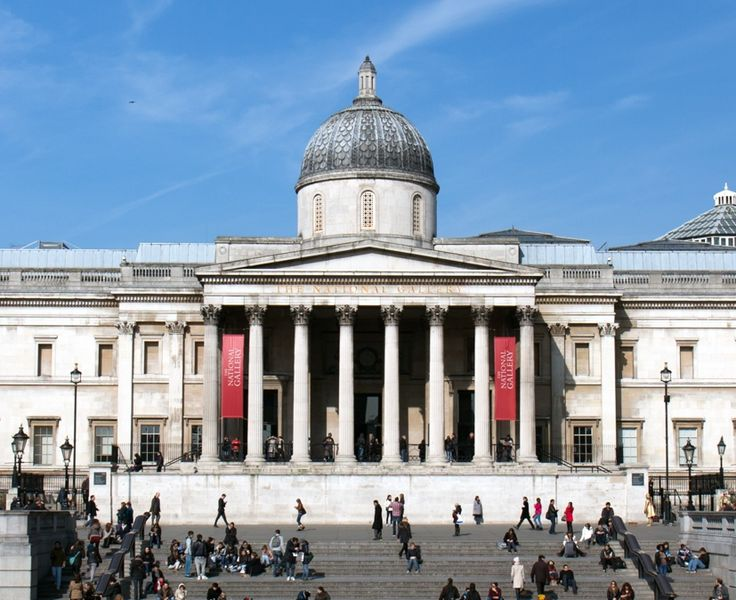 THE NATIONAL GALLERY
THE
NATIONAL
GALLERY
THE
NATIONAL
GALLERY